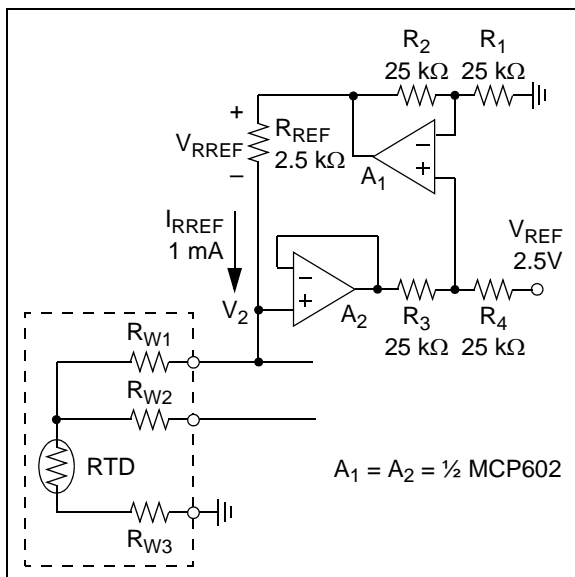 R2
25 kΩ
R1
25 kΩ
+
VRREF
−
RREF
2.5 kΩ
−
+
A1
IRREF
1 mA
V2
−
+
A2
R3
25 kΩ
R4
25 kΩ
VREF
2.5V
RW1
RW2
RTD
RW3
A1 = A2 = ½ MCP602